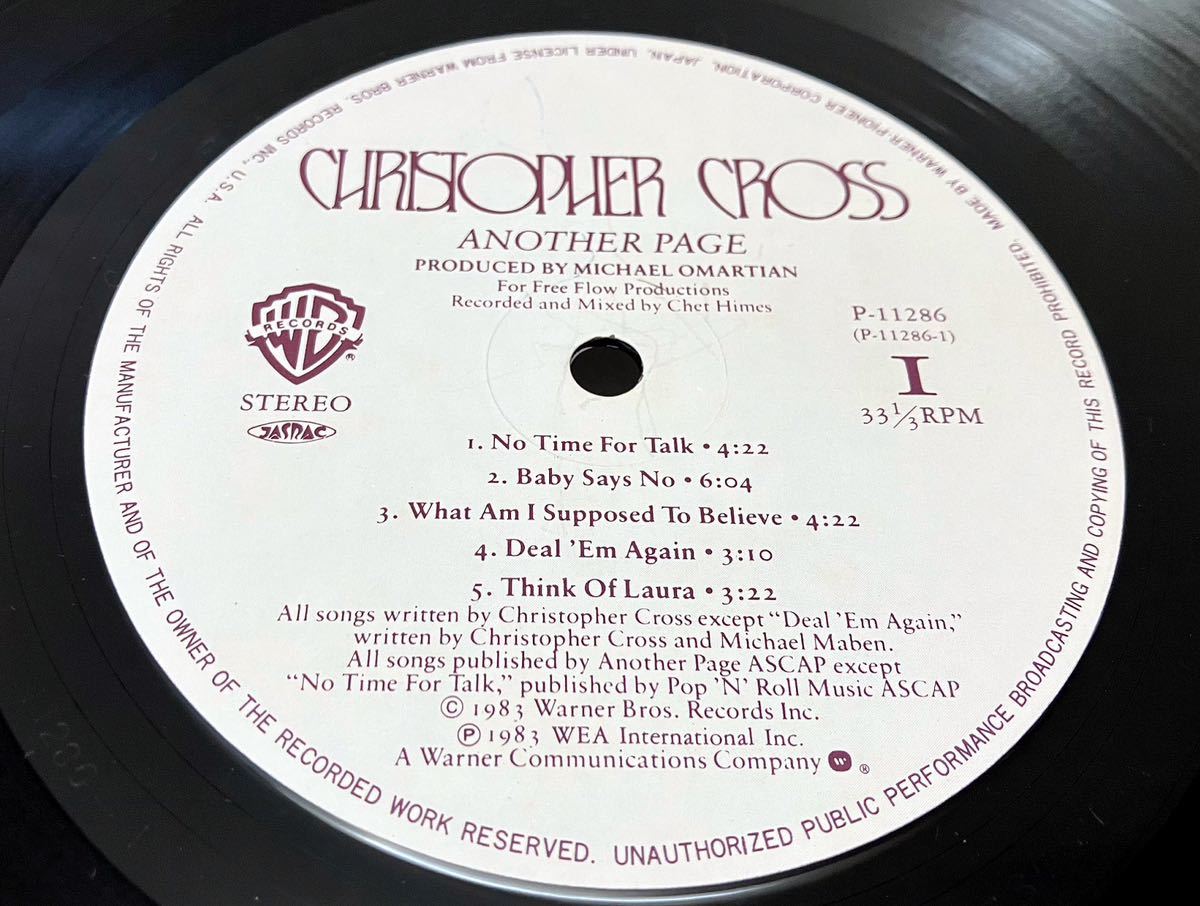 CHRISTOPHER CROSS
ANOTHER PAGE
PRODUCED BY MICHAEL OMARTIAN
For Free Flow Productions
Recorded and Mixed by Chet Himes
WB
RECORDS
®
STEREO
JASRAC
P-11286
(P-11286-1)
I
33 1/3 RPM
1. No Time For Talk • 4:22
2. Baby Says No • 6:04
3. What Am I Supposed To Believe • 4:22
4. Deal 'Em Again • 3:10
5. Think Of Laura • 3:22
All songs written by Christopher Cross except "Deal 'Em Again,"
written by Christopher Cross and Michael Maben.
All songs published by Another Page ASCAP except
"No Time For Talk," published by Pop 'N' Roll Music ASCAP
© 1983 Warner Bros. Records Inc.
℗ 1983 WEA International Inc.
A Warner Communications Company ®
MADE BY WARNER-PIONEER CORPORATION, JAPAN, UNDER LICENSE FROM WARNER BROS. RECORDS INC., U.S.A. ALL RIGHTS OF THE MANUFACTURER AND OF THE OWNER OF THE RECORDED WORK RESERVED. UNAUTHORIZED PUBLIC PERFORMANCE BROADCASTING AND COPYING OF THIS RECORD PROHIBITED.